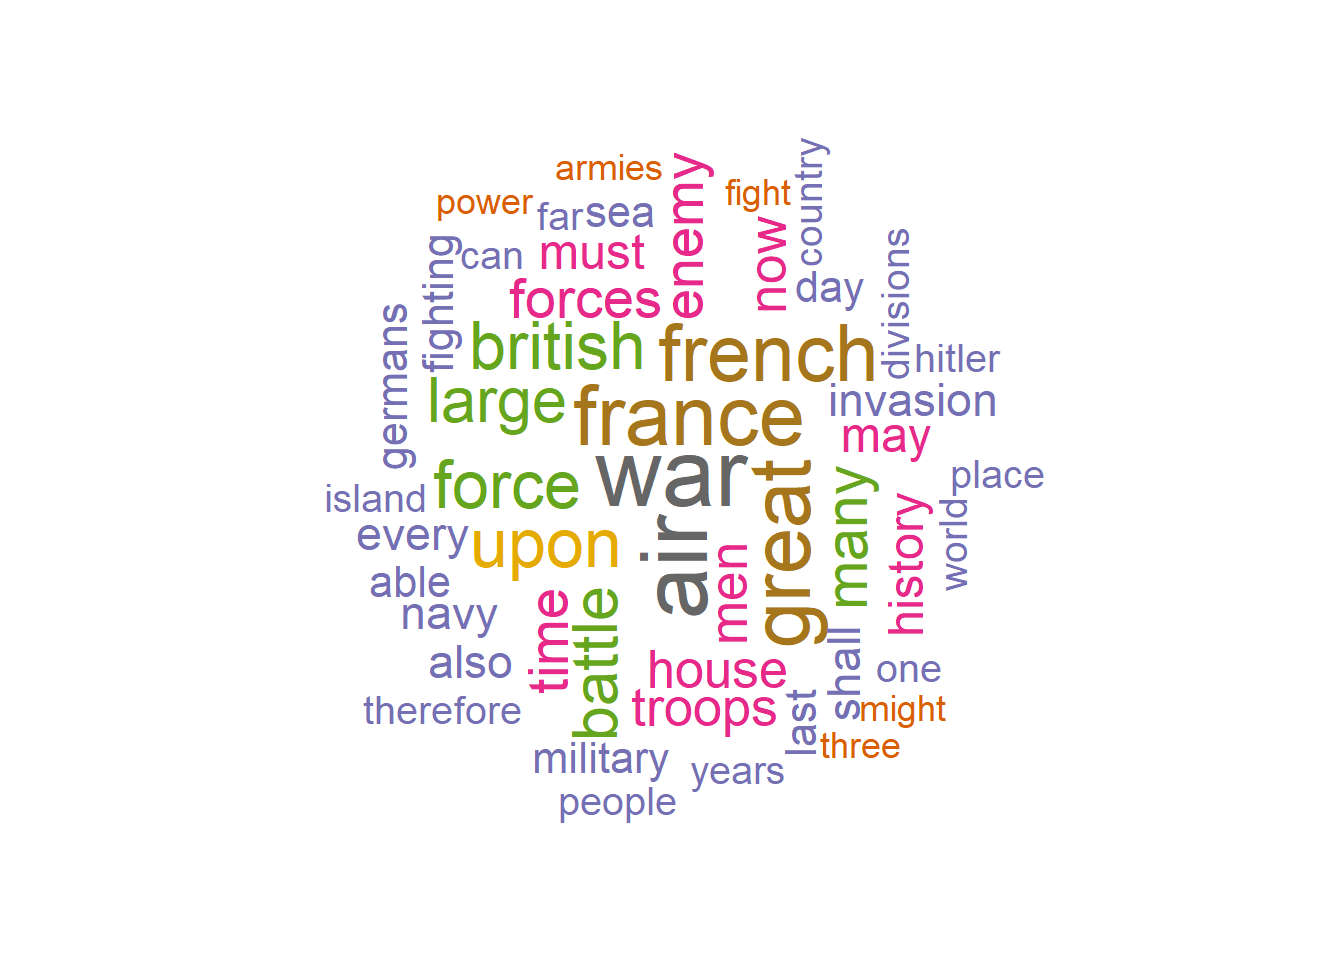 armies
fight
country
power
far
sea
enemy
now
can
must
fighting
forces
day
divisions
germans
british
french
hitler
large
france
invasion
may
war
great
many
place
island
force
history
world
every
upon
air
men
able
navy
time
battle
also
house
shall
one
therefore
troops
last
might
three
military
years
people